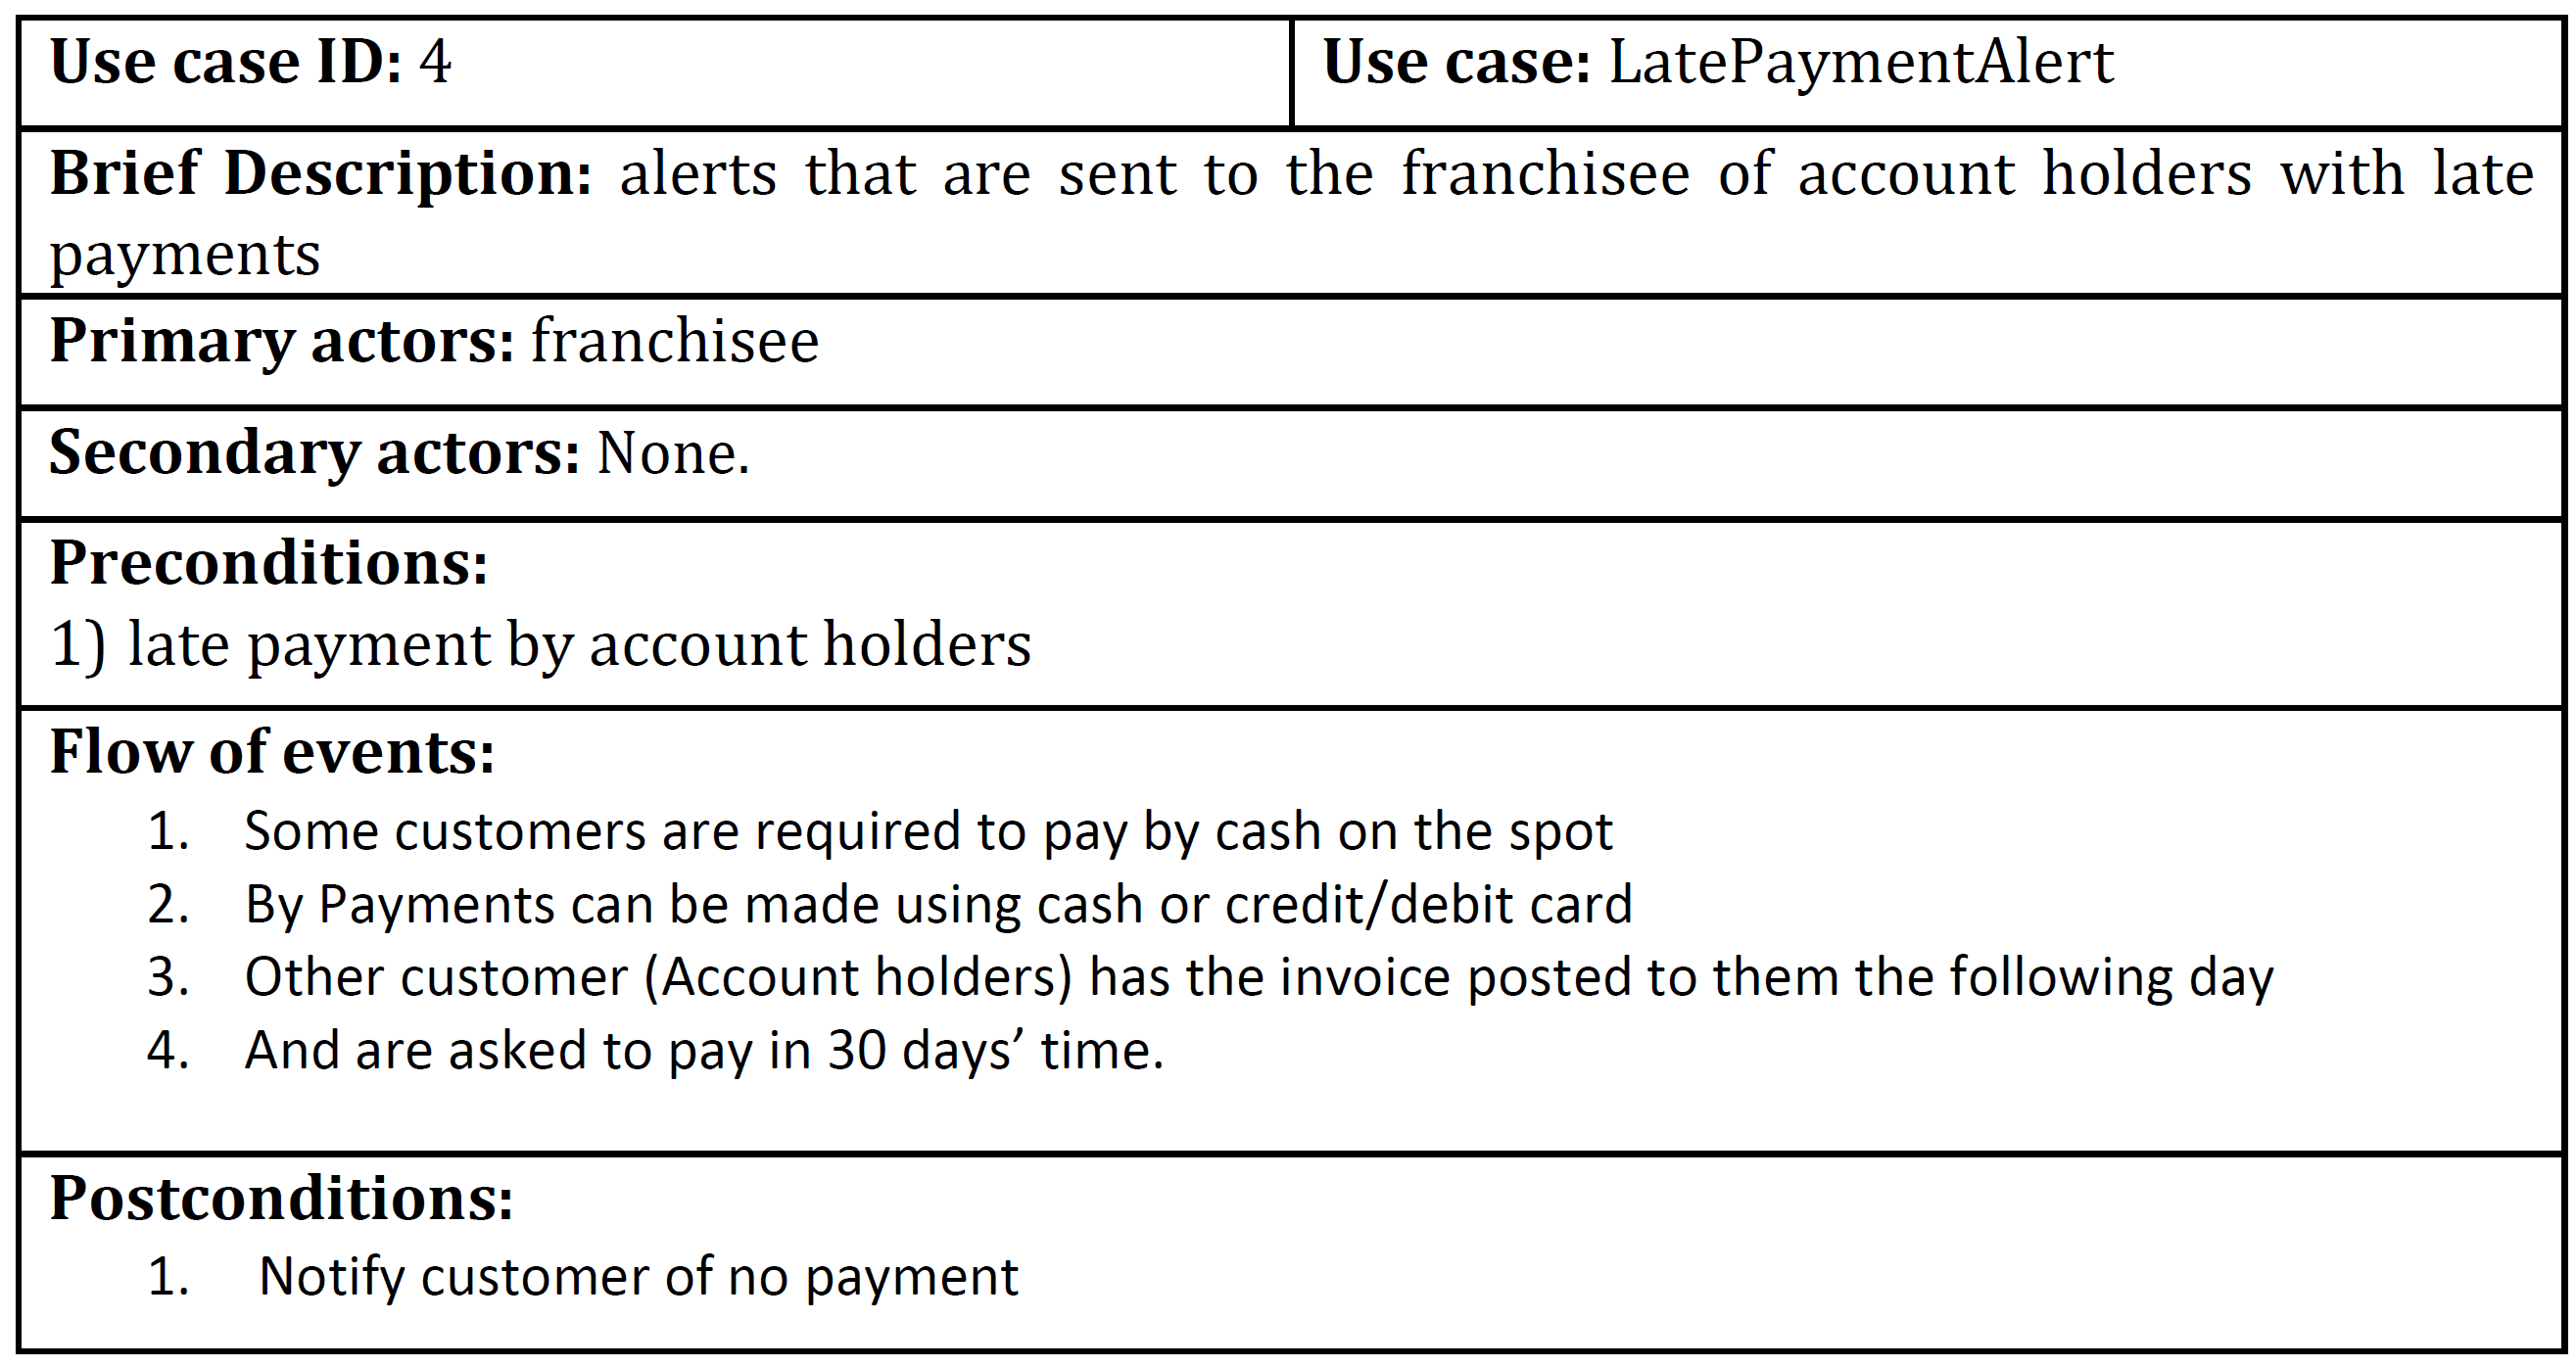 Use case ID: 4
Use case: LatePaymentAlert
Brief Description: alerts that are sent to the franchisee of account holders with late
payments
Primary actors: franchisee
Secondary actors: None.
Preconditions:
1) late payment by account holders
Flow of events:
1. Some customers are required to pay by cash on the spot
2. By Payments can be made using cash or credit/debit card
3. Other customer (Account holders) has the invoice posted to them the following day
4. And are asked to pay in 30 days’ time.
Postconditions:
1. Notify customer of no payment